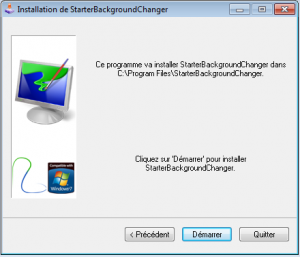 Installation de StarterBackgroundChanger
Ce programme va installer StarterBackgroundChanger dans
C:\Program Files\StarterBackgroundChanger.
Compatible with
Windows 7
Cliquez sur 'Démarrer' pour installer
StarterBackgroundChanger.
< Précédent
Démarrer
Quitter